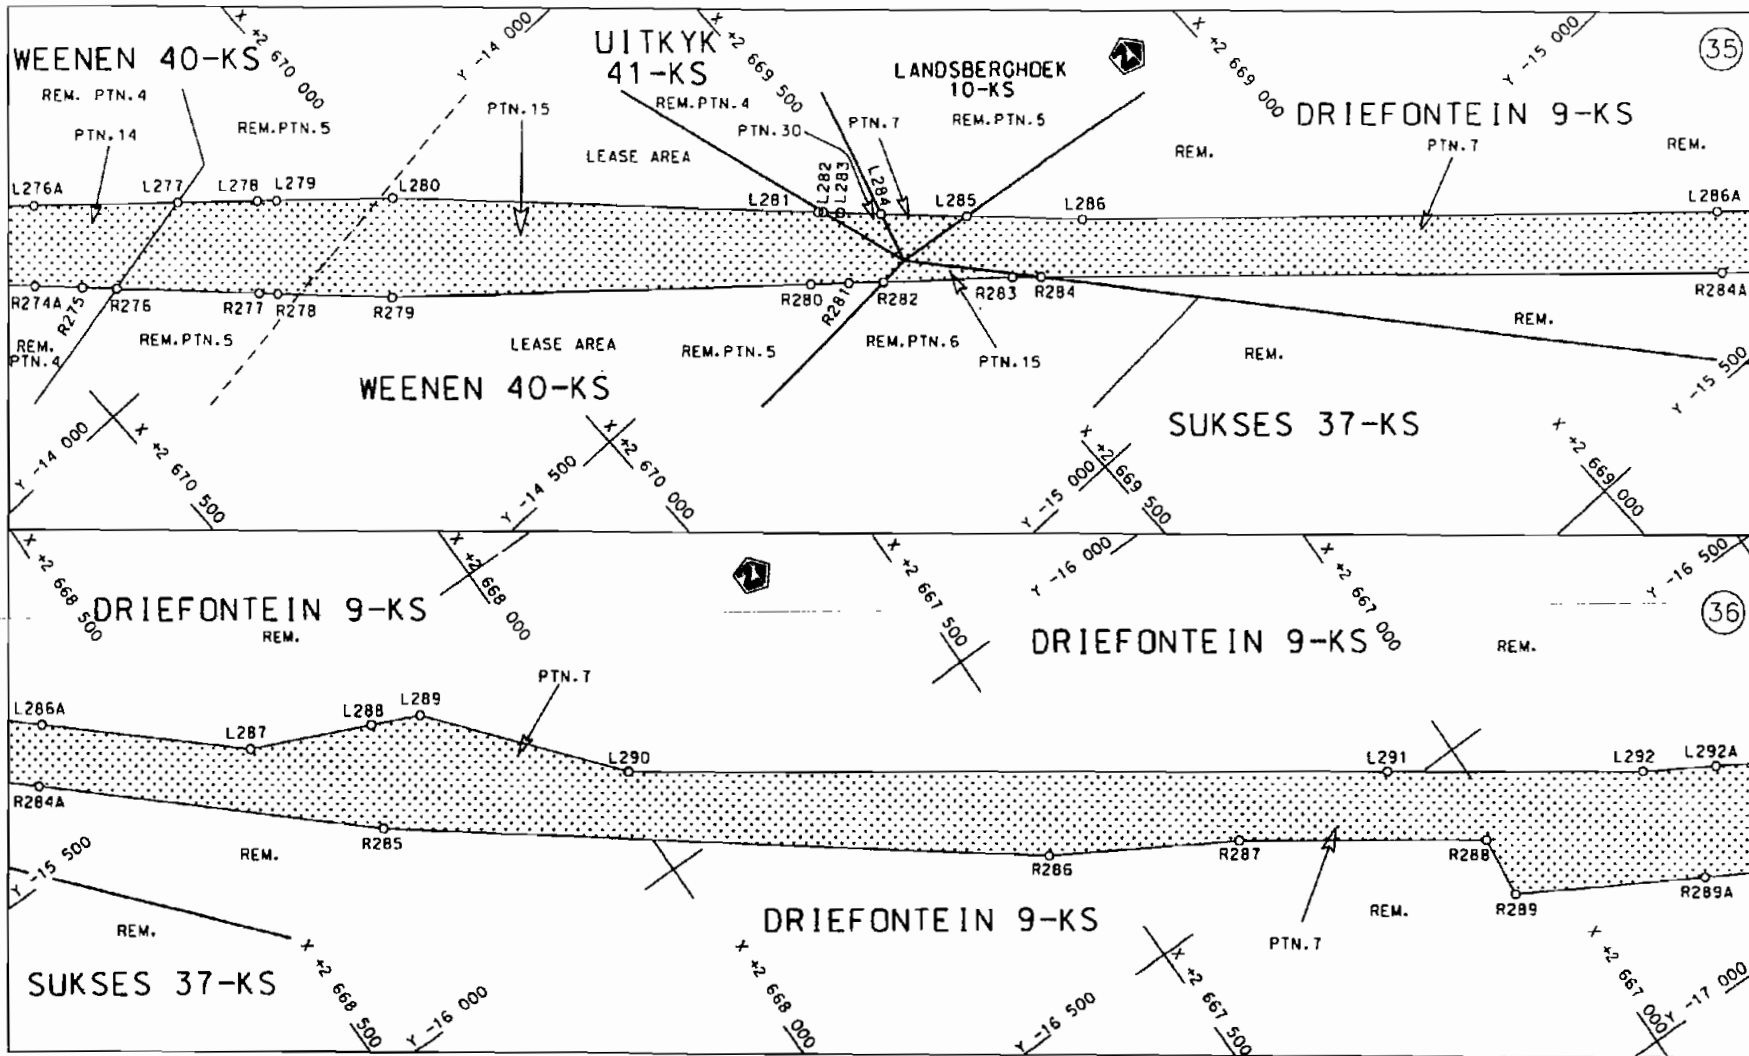 X +2 670 000
Y -14 000
X +2 669 500
X +2 669 000
Y -15 000
35
WEENEN 40-KS
REM. PTN.4
PTN.14
REM.PTN.5
PTN.15
UITKYK
41-KS
REM.PTN.4
PTN.30
PTN.7
LANDSBERGHOEK
10-KS
REM.PTN.5
DRIEFONTEIN 9-KS
REM.
PTN.7
REM.
LEASE AREA
L276A
L277
L278
L279
L280
L281
L282
L283
L284
L285
L286
L286A
R274A
R275
R276
R277
R278
R279
R280
R281
R282
R283
R284
R284A
REM.
PTN.4
REM.PTN.5
LEASE AREA
REM.PTN.5
REM.PTN.6
PTN.15
REM.
REM.
WEENEN 40-KS
SUKSES 37-KS
Y -14 000
X +2 670 500
Y -14 500
X +2 670 000
Y -15 000
X +2 669 500
X +2 669 000
Y -15 500
X +2 668 500
X +2 668 000
X +2 667 500
Y -16 000
X +2 667 000
Y -16 500
36
DRIEFONTEIN 9-KS
REM.
DRIEFONTEIN 9-KS
REM.
PTN.7
L286A
L287
L288
L289
L290
L291
L292
L292A
R284A
R285
R286
R287
R288
R289
R289A
Y -15 500
REM.
REM.
DRIEFONTEIN 9-KS
REM.
PTN.7
SUKSES 37-KS
X +2 668 500
Y -16 000
X +2 668 000
Y -16 500
X +2 667 500
X +2 667 000
Y -17 000